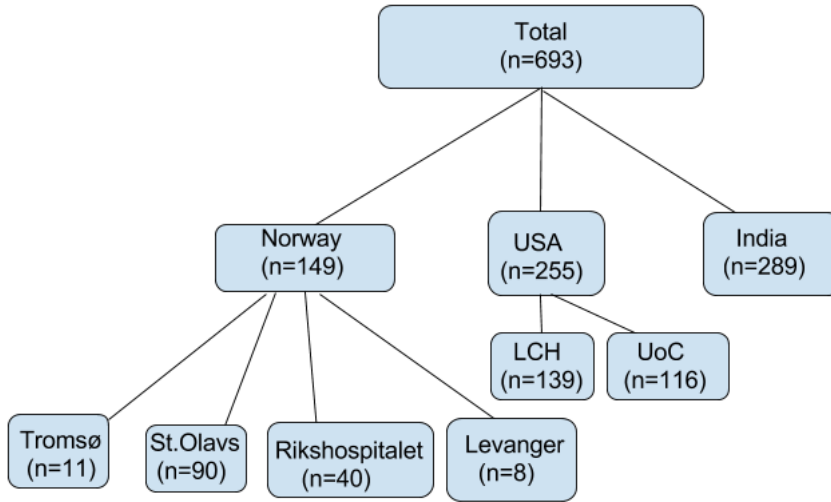 Total
(n=693)
Norway
(n=149)
USA
(n=255)
India
(n=289)
LCH
(n=139)
UoC
(n=116)
Tromsø
(n=11)
St.Olavs
(n=90)
Rikshospitalet
(n=40)
Levanger
(n=8)